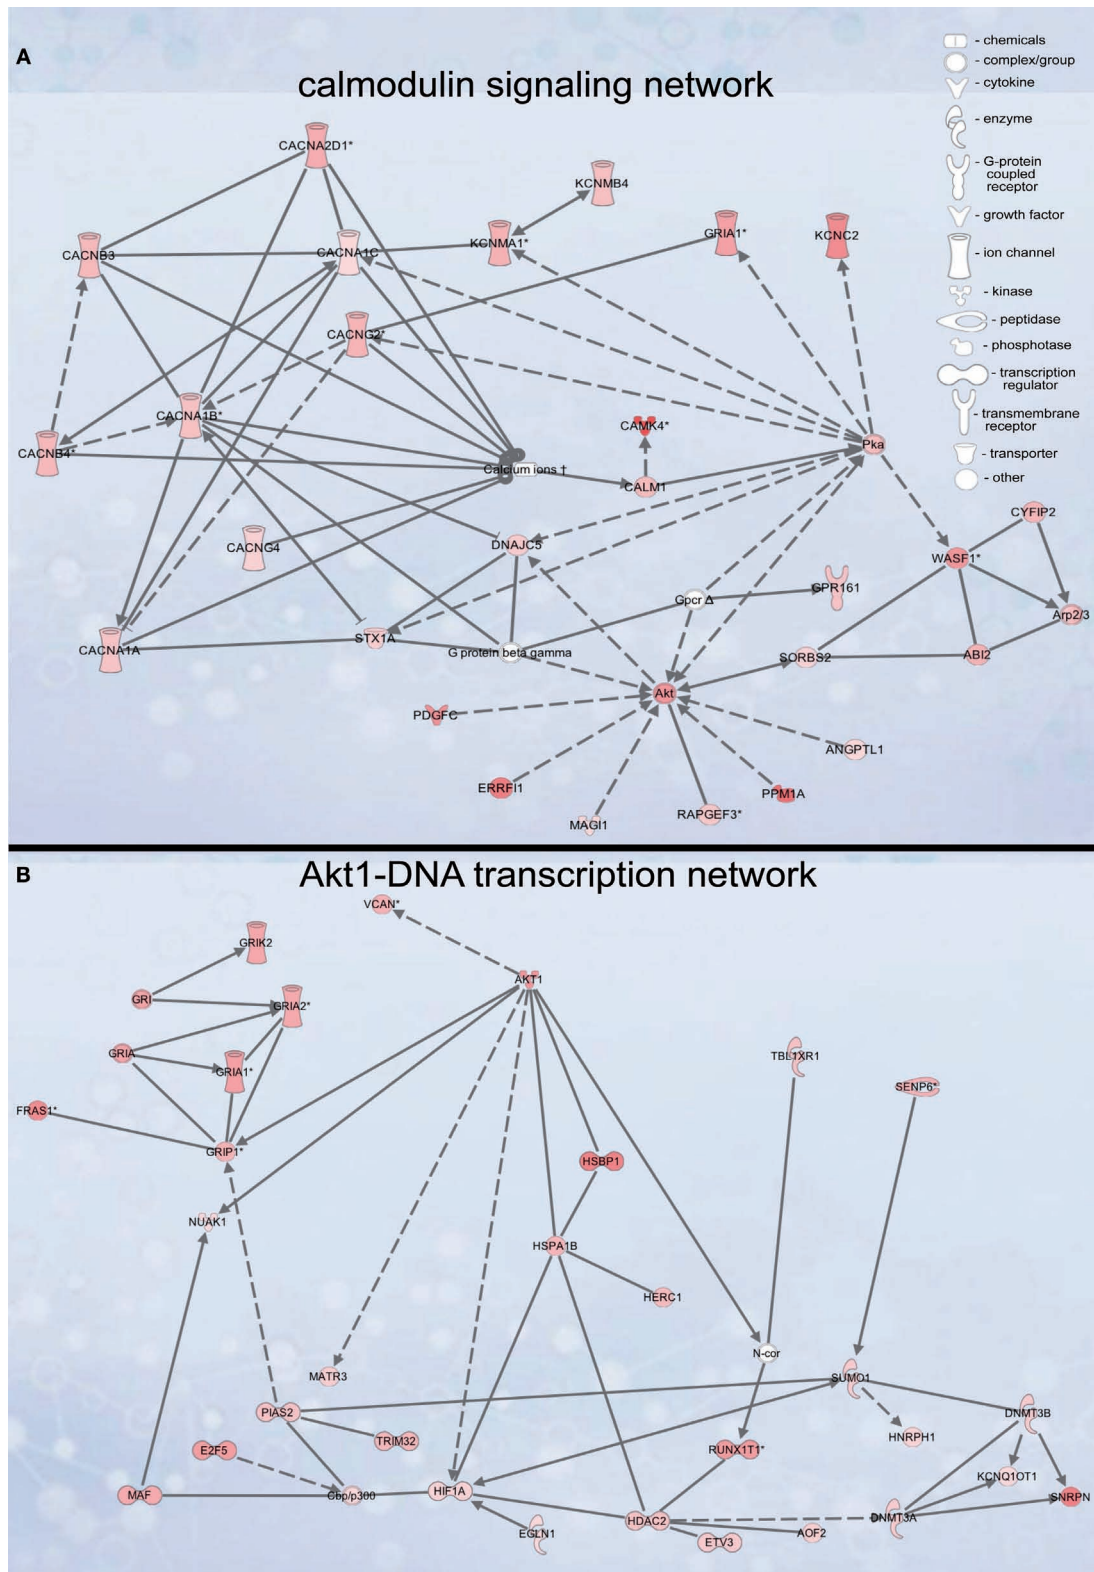 A
calmodulin signaling network
- chemicals
- complex/group
- cytokine
- enzyme
- G-protein
coupled
receptor
- growth factor
- ion channel
- kinase
- peptidase
- phosphotase
- transcription
regulator
- transmembrane
receptor
- transporter
- other
CACNA2D1*
KCNMB4
CACNB3
CACNA1C
KCNMA1*
GRIA1*
KCNC2
CACNG2*
CACNA1B*
CACNB4*
CAMK4*
Pka
Calcium ions †
CALM1
CYFIP2
CACNG4
DNAJC5
WASF1*
GPR161
Gpcr Δ
Arp2/3
CACNA1A
STX1A
G protein beta gamma
SORBS2
ABI2
Akt
PDGFC
ANGPTL1
ERRFI1
PPM1A
MAGI1
RAPGEF3*
B
Akt1-DNA transcription network
VCAN*
GRIK2
AKT1
GRI
GRIA2*
GRIA
GRIA1*
TBL1XR1
SENP6*
FRAS1*
GRIP1*
HSBP1
NUAK1
HSPA1B
HERC1
N-cor
MATR3
SUMO1
PIAS2
DNMT3B
TRIM32
HNRPH1
E2F5
RUNX1T1*
KCNQ1OT1
MAF
Cbp/p300
HIF1A
SNRPN
HDAC2
DNMT3A
EGLN1
ETV3
AOF2